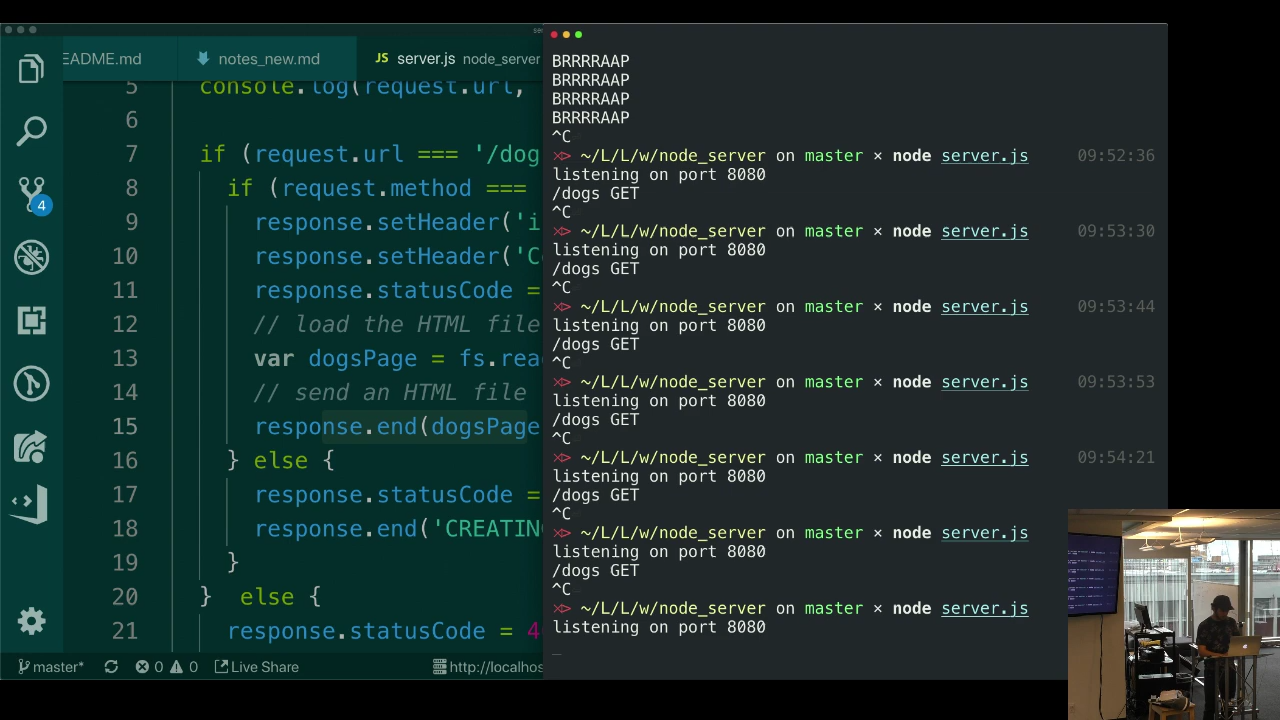 EADME.md
notes_new.md
JS server.js node_server
5 console.log(request.url,
6
7 if (request.url === '/dog
8 if (request.method ===
9 response.setHeader('i
10 response.setHeader('C
11 response.statusCode =
12 // load the HTML file
13 var dogsPage = fs.rea
14 // send an HTML file
15 response.end(dogsPage
16 } else {
17 response.statusCode =
18 response.end('CREATIN
19 }
20 } else {
21 response.statusCode = 4
4
master* 0 0 Live Share http://localhos
BRRRRAAP
BRRRRAAP
BRRRRAAP
BRRRRAAP
^C
~/L/L/w/node_server on master × node server.js 09:52:36
listening on port 8080
/dogs GET
^C
~/L/L/w/node_server on master × node server.js 09:53:30
listening on port 8080
/dogs GET
^C
~/L/L/w/node_server on master × node server.js 09:53:44
listening on port 8080
/dogs GET
^C
~/L/L/w/node_server on master × node server.js 09:53:53
listening on port 8080
/dogs GET
^C
~/L/L/w/node_server on master × node server.js 09:54:21
listening on port 8080
/dogs GET
^C
~/L/L/w/node_server on master × node server.js
listening on port 8080
/dogs GET
^C
~/L/L/w/node_server on master × node server.js
listening on port 8080